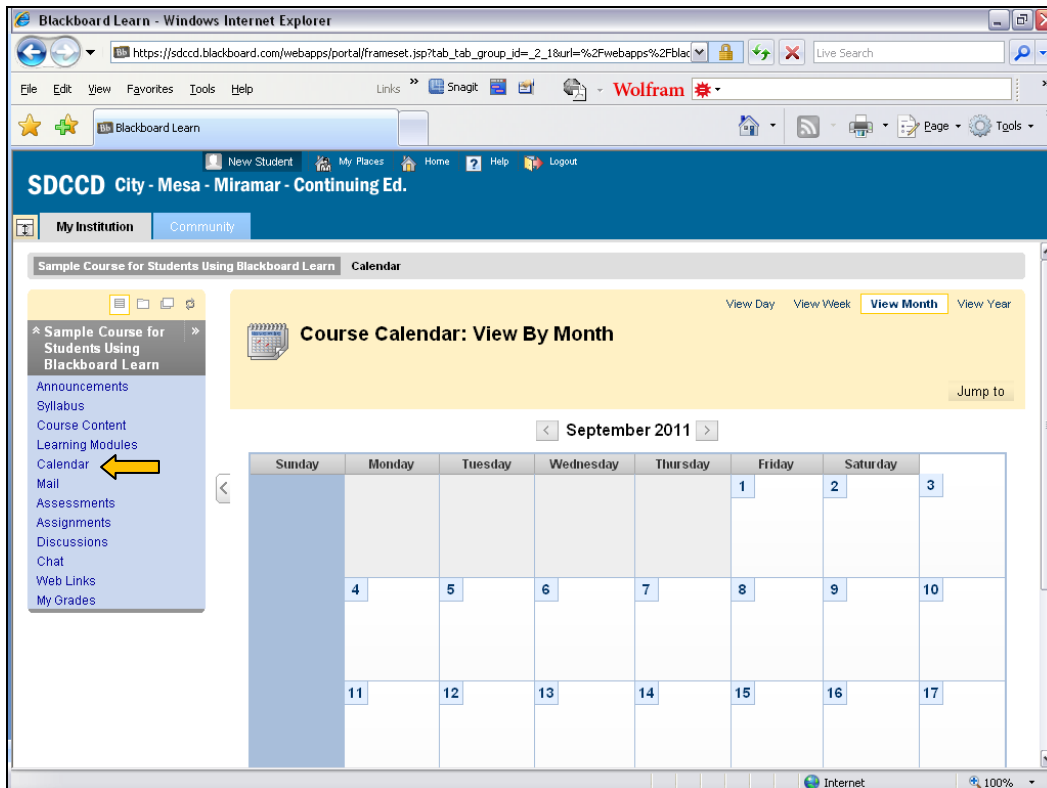 Blackboard Learn - Windows Internet Explorer
https://sdccd.blackboard.com/webapps/portal/frameset.jsp?tab_tab_group_id=_2_1&url=%2Fwebapps%2Fblac
Live Search
File Edit View Favorites Tools Help Links » Snagit Wolfram »
Blackboard Learn Page Tools
New Student My Places Home ? Help Logout
SDCCD City - Mesa - Miramar - Continuing Ed.
My Institution Community
Sample Course for Students Using Blackboard Learn Calendar
View Day View Week View Month View Year
Sample Course for
Students Using
Blackboard Learn
Course Calendar: View By Month
Jump to
Announcements
Syllabus
Course Content
Learning Modules
Calendar
Mail
Assessments
Assignments
Discussions
Chat
Web Links
My Grades
< September 2011 >
Sunday Monday Tuesday Wednesday Thursday Friday Saturday
1 2 3
4 5 6 7 8 9 10
11 12 13 14 15 16 17
Internet 100%